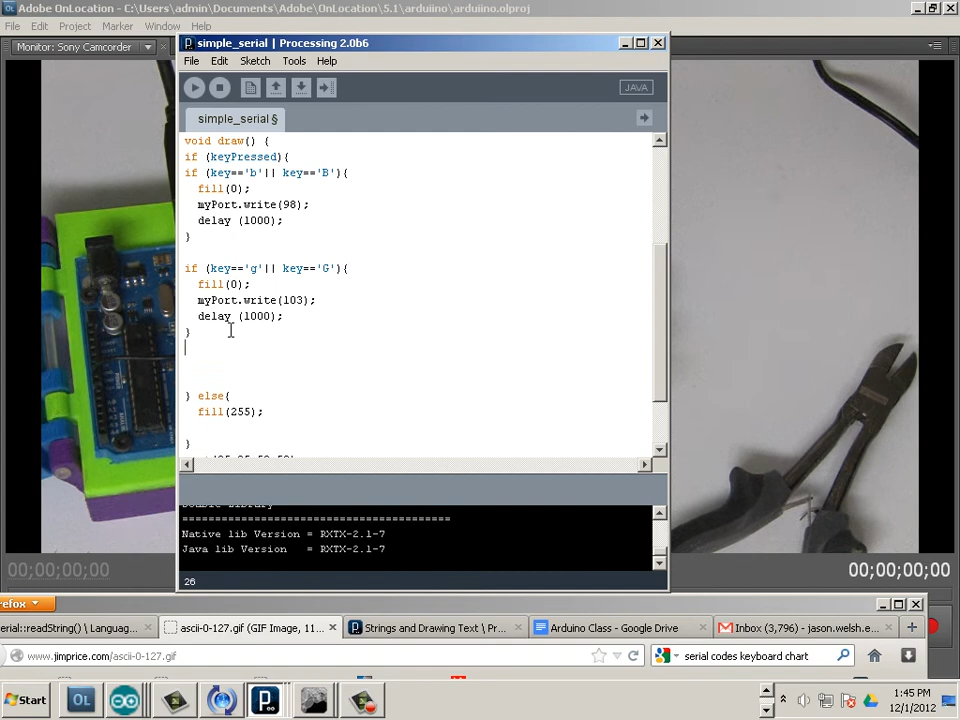 Adobe OnLocation - C:\Users\admin\Documents\Adobe\OnLocation\5.1\arduiino\arduiino.olproj
File Edit Project Marker Window Help
Monitor: Sony Camcorder
simple_serial | Processing 2.0b6
File Edit Sketch Tools Help
JAVA
simple_serial §
void draw() {
if (keyPressed){
if (key=='b'|| key=='B'){
fill(0);
myPort.write(98);
delay (1000);
}
if (key=='g'|| key=='G'){
fill(0);
myPort.write(103);
delay (1000);
}
} else{
fill(255);
}
==========================================
Native lib Version = RXTX-2.1-7
Java lib Version = RXTX-2.1-7
26
00;00;00;00
00;00;00;00
refox
erial::readString() \ Languag...
ascii-0-127.gif (GIF Image, 11...
Strings and Drawing Text \ Pr...
Arduino Class - Google Drive
Inbox (3,796) - jason.welsh.e...
www.jimprice.com/ascii-0-127.gif
serial codes keyboard chart
Start
OL
1:45 PM
12/1/2012